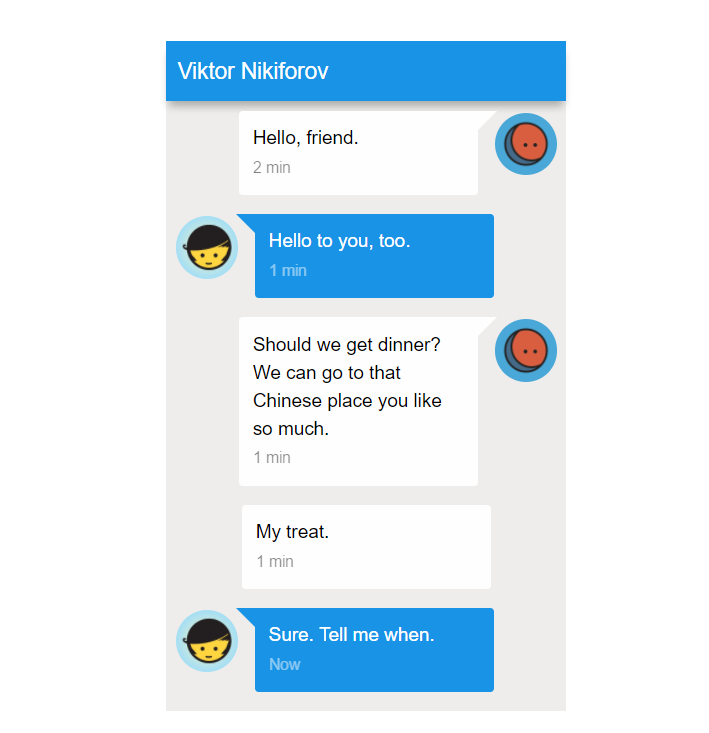 Viktor Nikiforov
Hello, friend.
2 min
Hello to you, too.
1 min
Should we get dinner?
We can go to that
Chinese place you like
so much.
1 min
My treat.
1 min
Sure. Tell me when.
Now